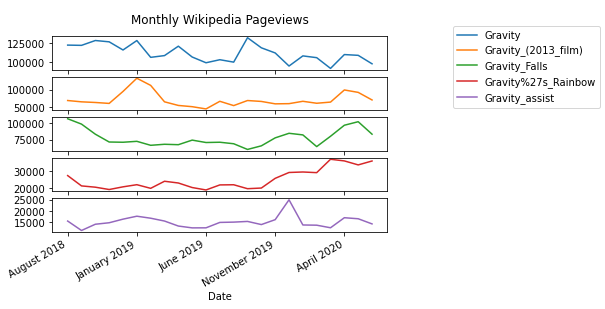 Monthly Wikipedia Pageviews
125000
100000
100000
50000
100000
75000
30000
20000
25000
20000
15000
August 2018
January 2019
June 2019
November 2019
April 2020
Date
Gravity
Gravity_(2013_film)
Gravity_Falls
Gravity%27s_Rainbow
Gravity_assist